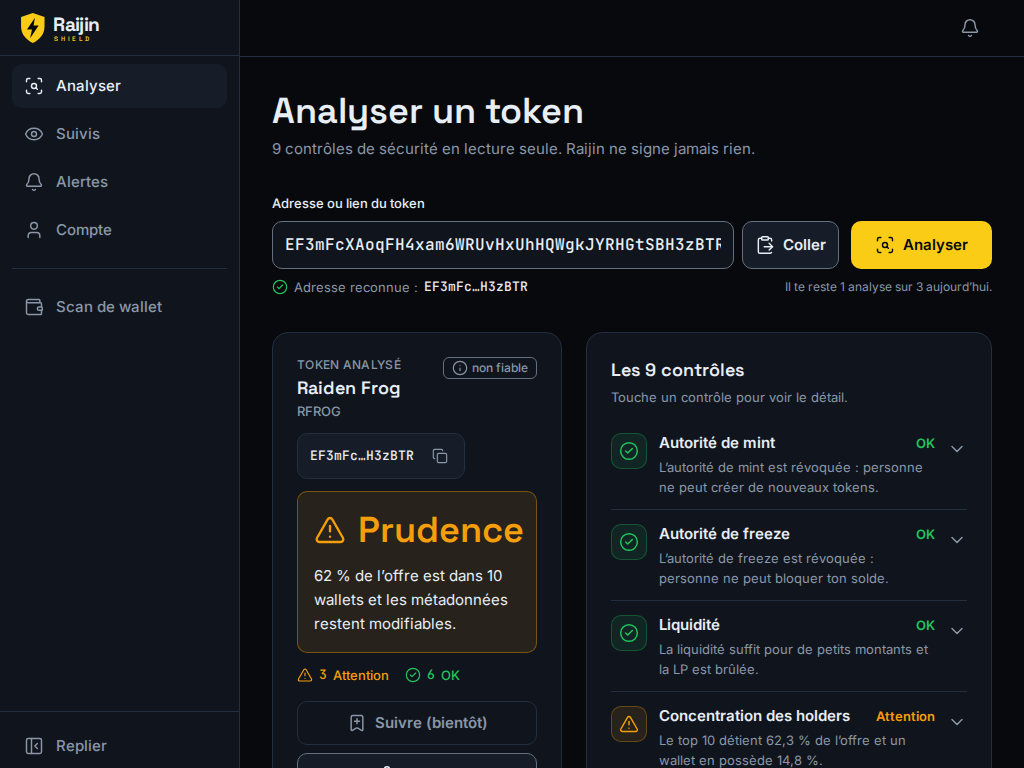 Raijin
SHIELD
Analyser
Suivis
Alertes
Compte
Scan de wallet
Replier
Analyser un token
9 contrôles de sécurité en lecture seule. Raijin ne signe jamais rien.
Adresse ou lien du token
EF3mFcXAoqFH4xam6WRUvHxUhHQWgkJYRHGtSBH3zBTR
Coller
Analyser
Adresse reconnue : EF3mFc…H3zBTR
Il te reste 1 analyse sur 3 aujourd’hui.
TOKEN ANALYSÉ
non fiable
Raiden Frog
RFROG
EF3mFc…H3zBTR
Prudence
62 % de l’offre est dans 10
wallets et les métadonnées
restent modifiables.
3 Attention 6 OK
Suivre (bientôt)
Les 9 contrôles
Touche un contrôle pour voir le détail.
Autorité de mint OK
L’autorité de mint est révoquée : personne
ne peut créer de nouveaux tokens.
Autorité de freeze OK
L’autorité de freeze est révoquée :
personne ne peut bloquer ton solde.
Liquidité OK
La liquidité suffit pour de petits montants et
la LP est brûlée.
Concentration des holders Attention
Le top 10 détient 62,3 % de l’offre et un
wallet en possède 14,8 %.